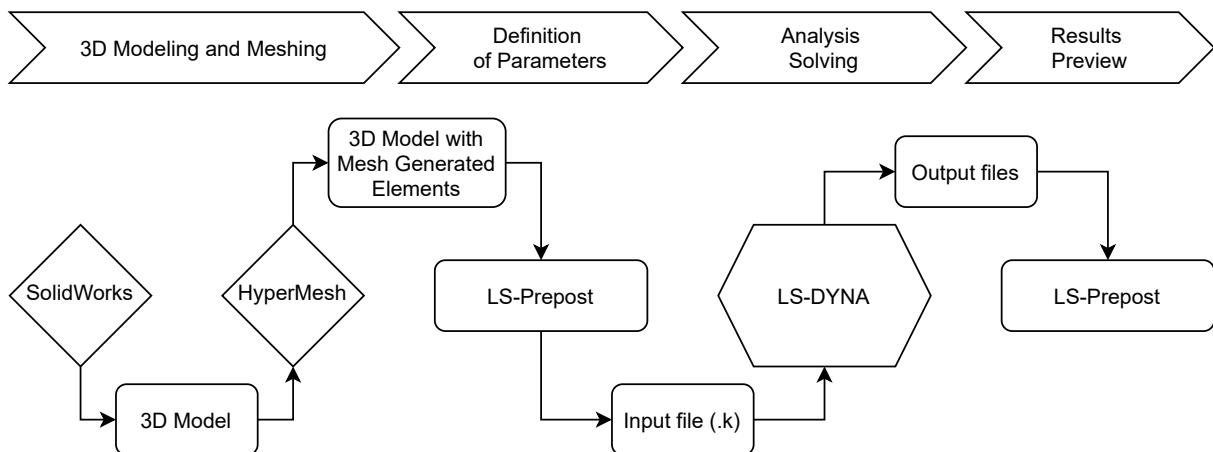 3D Modeling and Meshing
Definition
of Parameters
Analysis
Solving
Results
Preview
3D Model with
Mesh Generated
Elements
Output files
SolidWorks
HyperMesh
LS-Prepost
LS-DYNA
LS-Prepost
3D Model
Input file (.k)